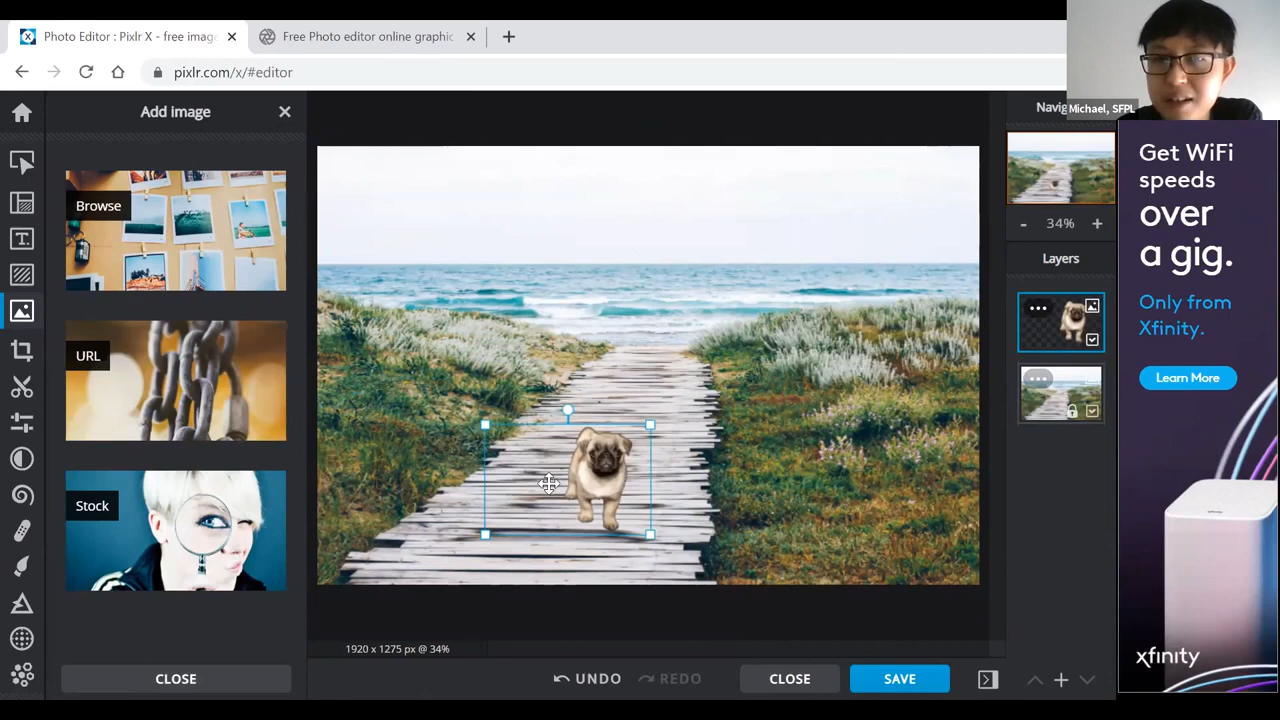 Photo Editor : Pixlr X - free imag
Free Photo editor online graphic
pixlr.com/x/#editor
Michael, SFPL
Add image
Browse
URL
Stock
CLOSE
1920 x 1275 px @ 34%
UNDO
REDO
CLOSE
SAVE
Navig
34%
Layers
Get WiFi
speeds
over
a gig.
Only from
Xfinity.
Learn More
xfinity